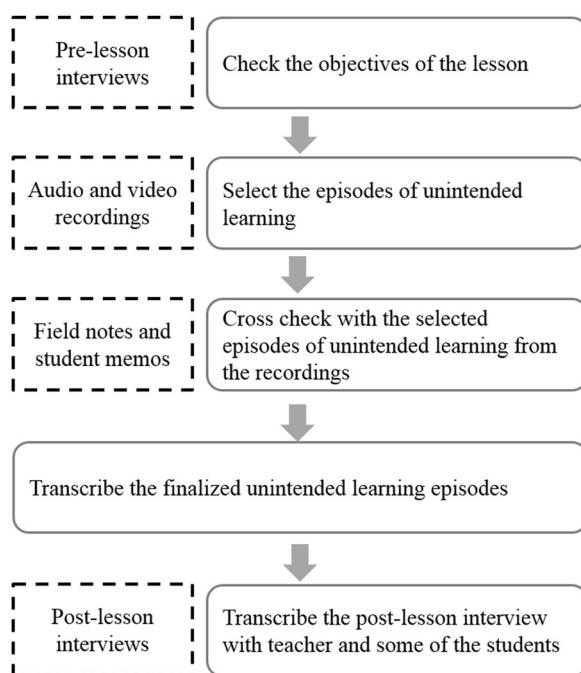 Pre-lesson
interviews
Check the objectives of the lesson
Audio and video
recordings
Select the episodes of unintended
learning
Field notes and
student memos
Cross check with the selected
episodes of unintended learning from
the recordings
Transcribe the finalized unintended learning episodes
Post-lesson
interviews
Transcribe the post-lesson interview
with teacher and some of the students